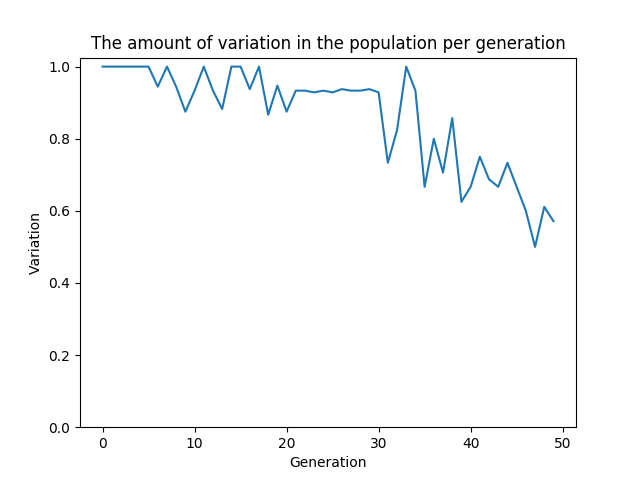 The amount of variation in the population per generation
1.0
0.8
0.6
0.4
0.2
0.0
Variation
0 10 20 30 40 50
Generation